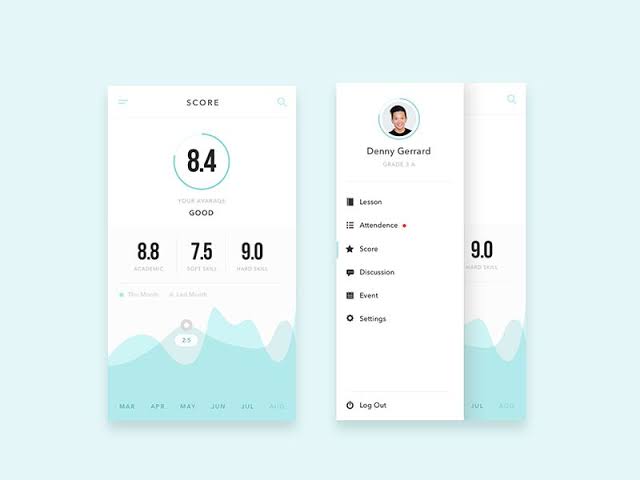 SCORE
8.4
YOUR AVARAGE
GOOD
8.8
7.5
9.0
ACADEMIC
SOFT SKILL
HARD SKILL
This Month
Last Month
2.5
MAR APR MAY JUN JUL AUG
Denny Gerrard
GRADE 3 A
Lesson
Attendence
Score
Discussion
Event
Settings
Log Out
9.0
HARD SKILL
JUL AUG